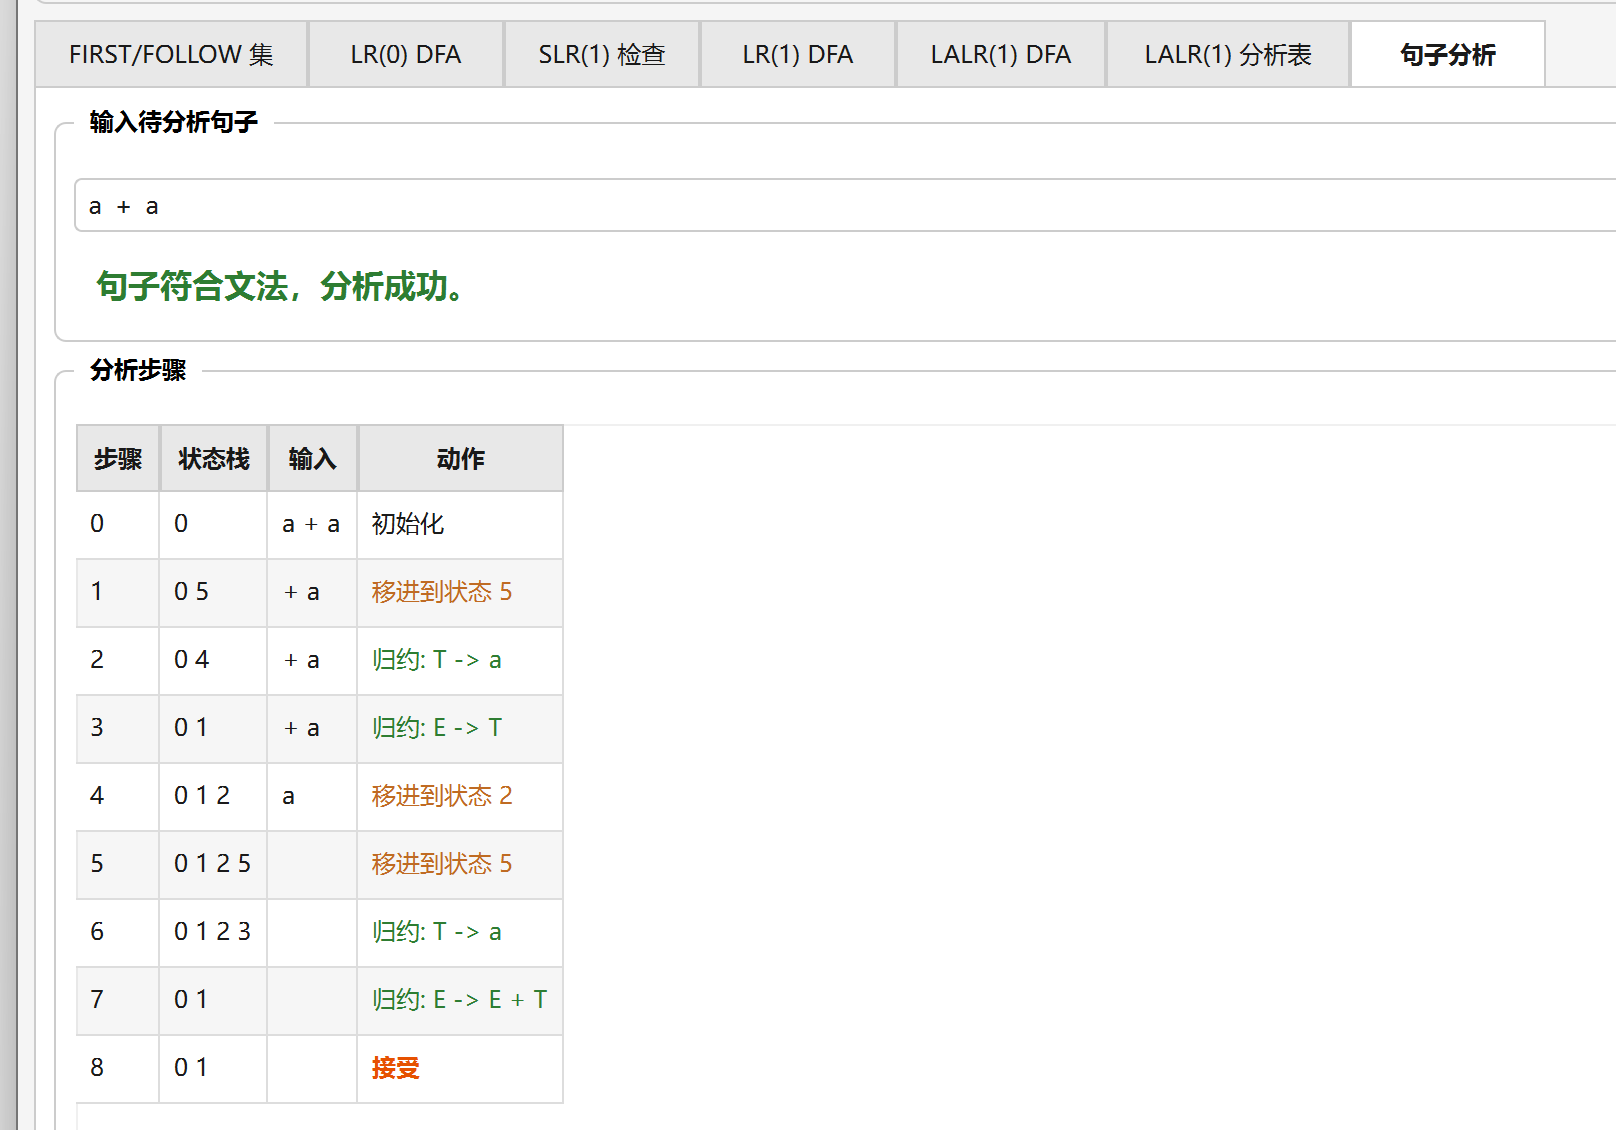 FIRST/FOLLOW 集 LR(0) DFA SLR(1) 检查 LR(1) DFA LALR(1) DFA LALR(1) 分析表 句子分析
输入待分析句子
a + a
句子符合文法，分析成功。
分析步骤
步骤 状态栈 输入 动作
0 0 a + a 初始化
1 0 5 + a 移进到状态 5
2 0 4 + a 归约: T -> a
3 0 1 + a 归约: E -> T
4 0 1 2 a 移进到状态 2
5 0 1 2 5 移进到状态 5
6 0 1 2 3 归约: T -> a
7 0 1 归约: E -> E + T
8 0 1 接受